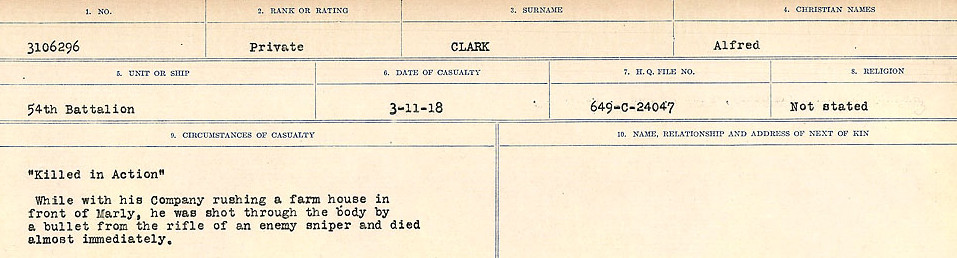 1. NO. 2. RANK OR RATING 3. SURNAME 4. CHRISTIAN NAMES
3106296 Private CLARK Alfred
5. UNIT OR SHIP 6. DATE OF CASUALTY 7. H.Q. FILE NO. 8. RELIGION
54th Battalion 3-11-18 649-C-24047 Not stated
9. CIRCUMSTANCES OF CASUALTY 10. NAME, RELATIONSHIP AND ADDRESS OF NEXT OF KIN
"Killed in Action"
While with his Company rushing a farm house in
front of Marly, he was shot through the body by
a bullet from the rifle of an enemy sniper and died
almost immediately.